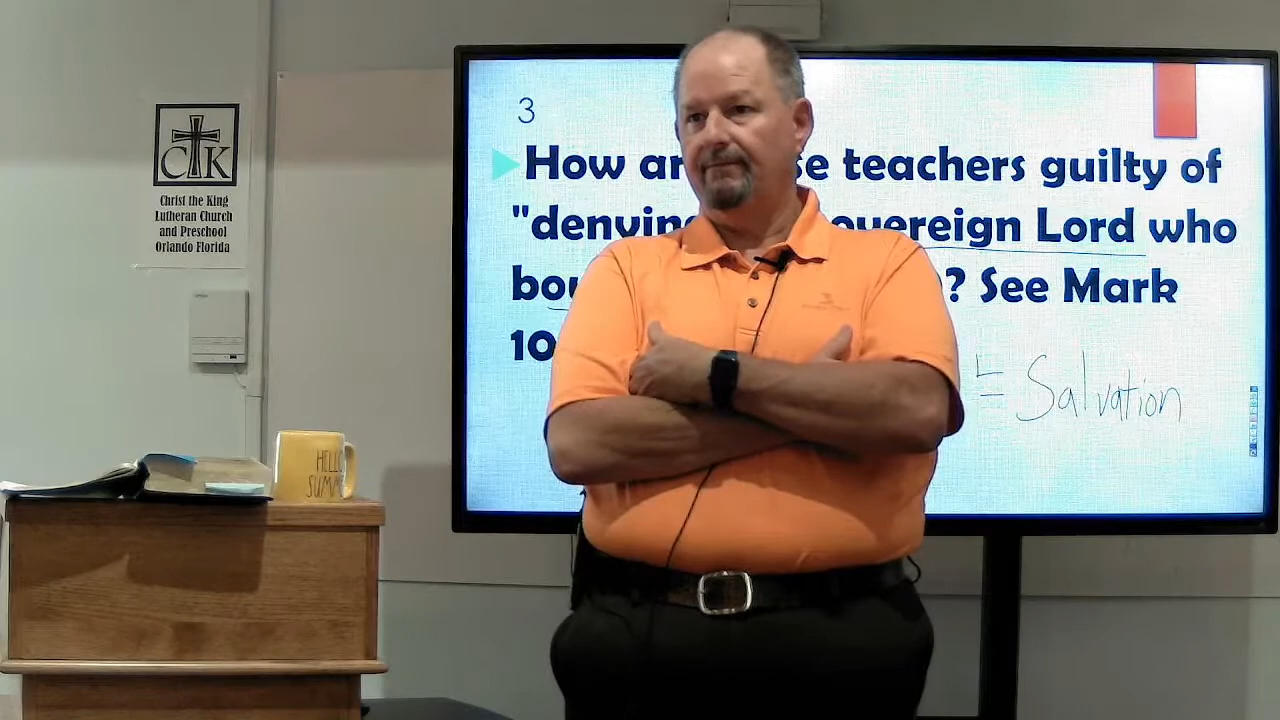 CTK
Christ the King
Lutheran Church
and Preschool
Orlando Florida
HELLO
SUMM
3
How ar se teachers guilty of
"denying overeign Lord who
bou ? See Mark
10
= Salvation